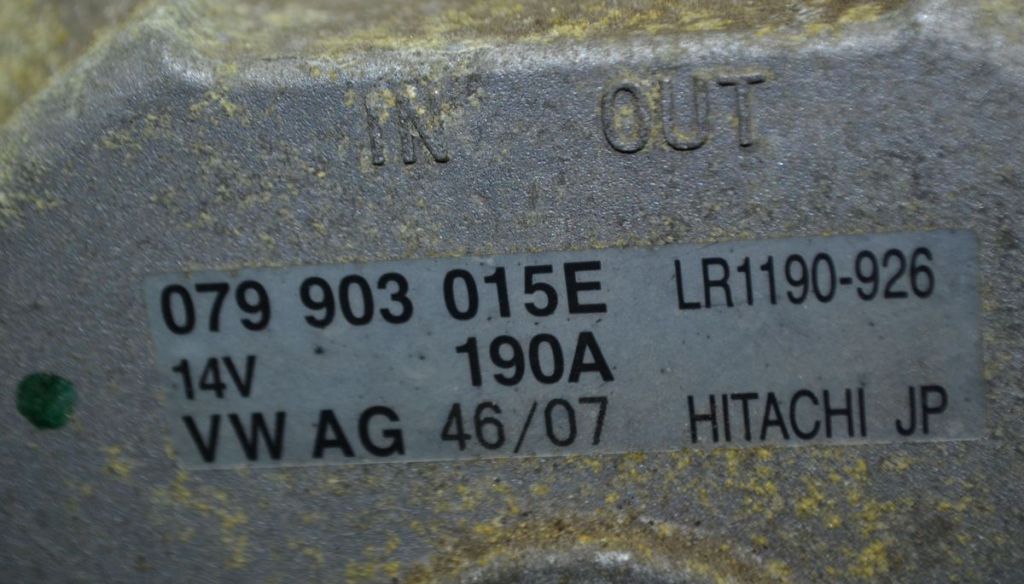 IN OUT
079 903 015E LR1190-926
14V 190A
VW AG 46/07 HITACHI JP